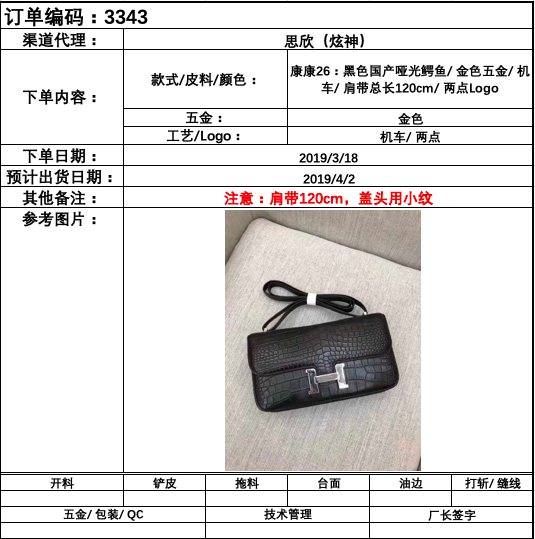 订单编码：3343
渠道代理：
思欣（炫神）
下单内容：
款式/皮料/颜色：
康康26：黑色国产哑光鳄鱼/ 金色五金/ 机
车/ 肩带总长120cm/ 两点Logo
五金：
金色
工艺/Logo：
机车/ 两点
下单日期：
2019/3/18
预计出货日期：
2019/4/2
其他备注：
注意：肩带120cm，盖头用小纹
参考图片：
开料
铲皮
拖料
台面
油边
打斩/ 缝线
五金/ 包装/ QC
技术管理
厂长签字